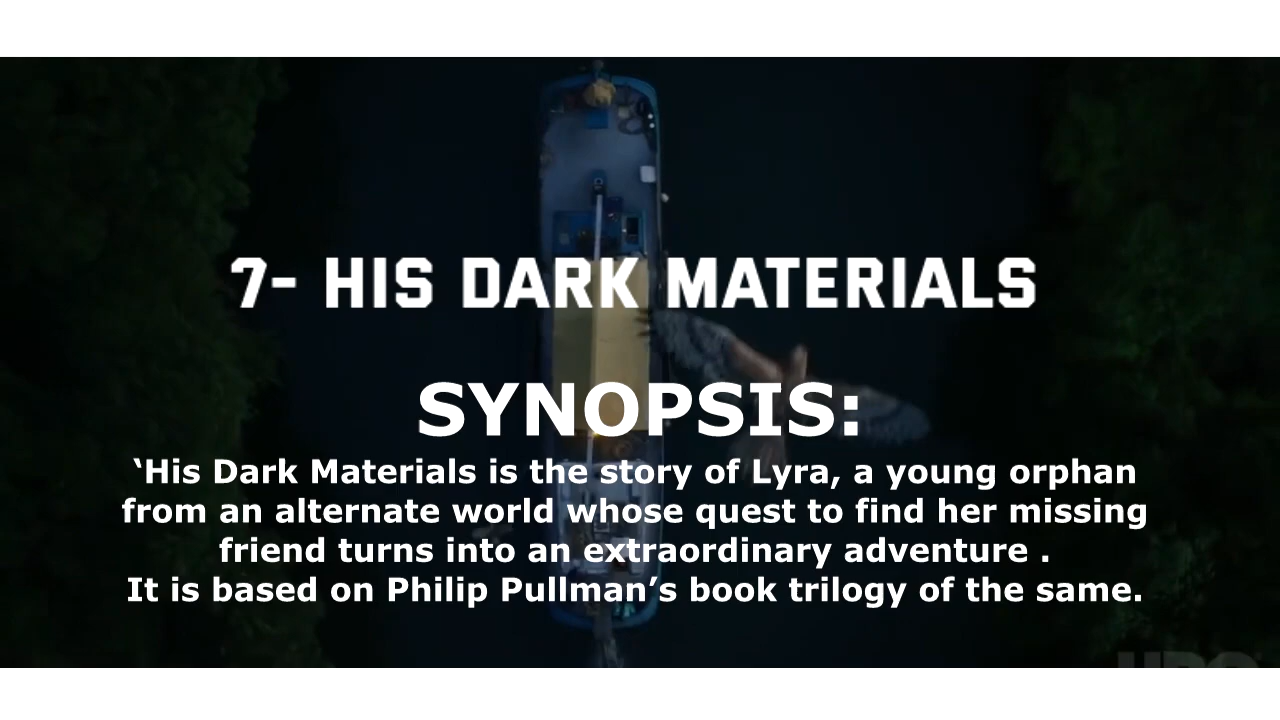 7- HIS DARK MATERIALS
SYNOPSIS:
‘His Dark Materials is the story of Lyra, a young orphan
from an alternate world whose quest to find her missing
friend turns into an extraordinary adventure .
It is based on Philip Pullman’s book trilogy of the same.
HBO